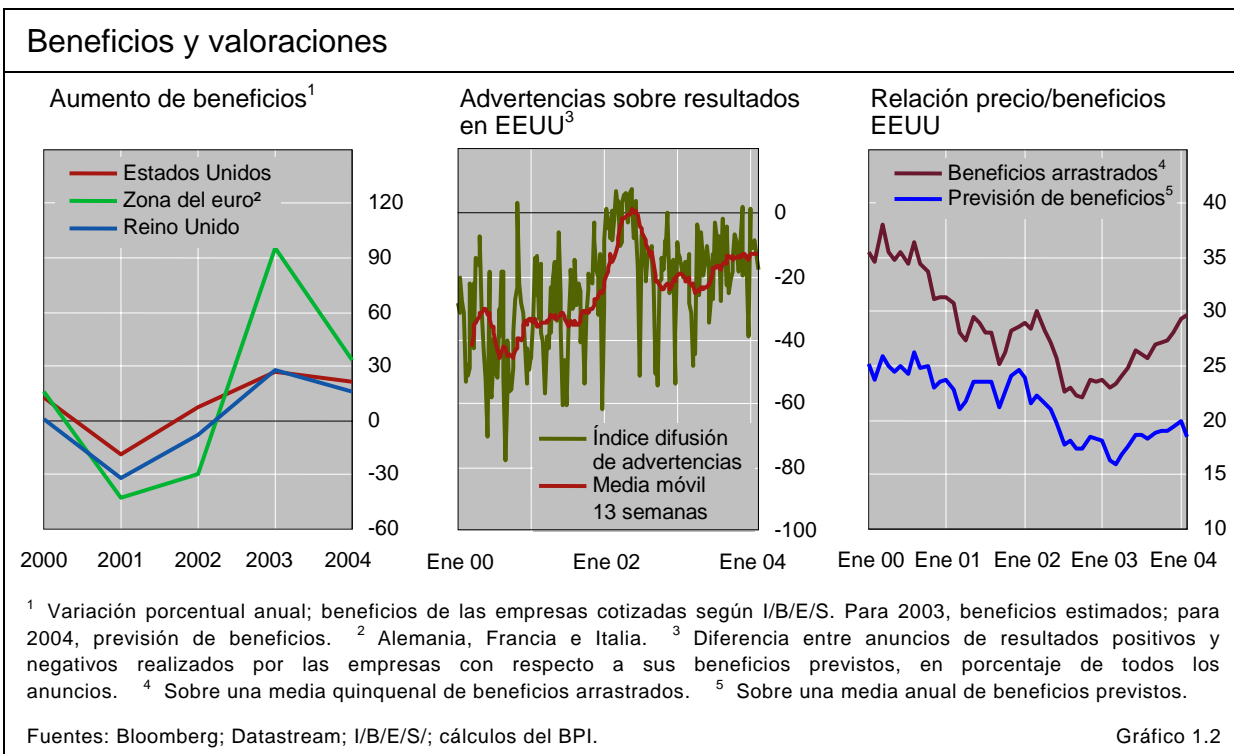 Beneficios y valoraciones
Aumento de beneficios¹
Estados Unidos
Zona del euro²
Reino Unido
120
90
60
30
0
-30
-60
2000 2001 2002 2003 2004
Advertencias sobre resultados
en EEUU³
0
-20
-40
-60
-80
-100
Índice difusión
de advertencias
Media móvil
13 semanas
Ene 00 Ene 02 Ene 04
Relación precio/beneficios
EEUU
Beneficios arrastrados⁴
Previsión de beneficios⁵
40
35
30
25
20
15
10
Ene 00 Ene 01 Ene 02 Ene 03 Ene 04
¹ Variación porcentual anual; beneficios de las empresas cotizadas según I/B/E/S. Para 2003, beneficios estimados; para
2004, previsión de beneficios. ² Alemania, Francia e Italia. ³ Diferencia entre anuncios de resultados positivos y
negativos realizados por las empresas con respecto a sus beneficios previstos, en porcentaje de todos los
anuncios. ⁴ Sobre una media quinquenal de beneficios arrastrados. ⁵ Sobre una media anual de beneficios previstos.
Fuentes: Bloomberg; Datastream; I/B/E/S/; cálculos del BPI. Gráfico 1.2